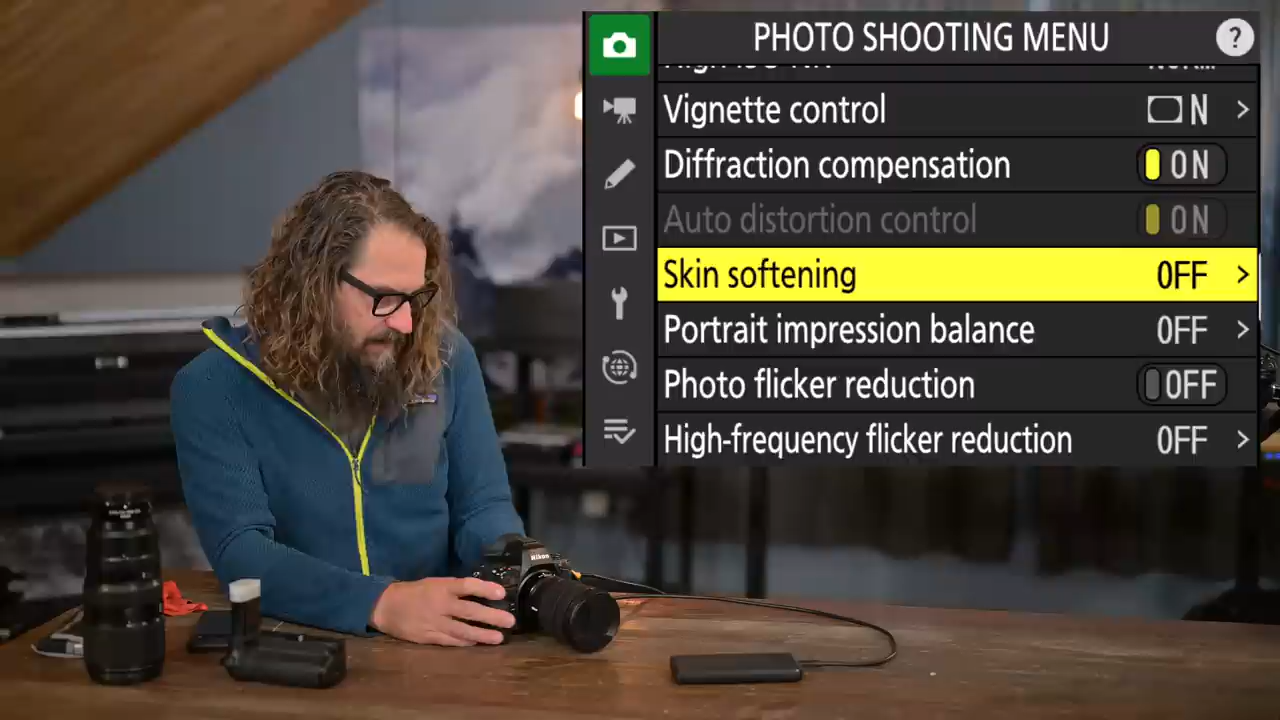 PHOTO SHOOTING MENU ?
Vignette control N >
Diffraction compensation ON
Auto distortion control ON
Skin softening OFF >
Portrait impression balance OFF >
Photo flicker reduction OFF
High-frequency flicker reduction OFF >
Nikon